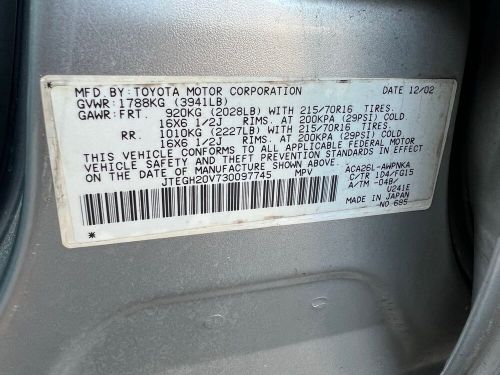 MFD. BY: TOYOTA MOTOR CORPORATION DATE 12/02
GVWR: 1788KG (3941LB)
GAWR: FRT. 920KG (2028LB) WITH 215/70R16 TIRES.
16X6 1/2J RIMS. AT 200KPA (29PSI) COLD
RR. 1010KG (2227LB) WITH 215/70R16 TIRES.
16X6 1/2J RIMS. AT 200KPA (29PSI) COLD
THIS VEHICLE CONFORMS TO ALL APPLICABLE FEDERAL MOTOR
VEHICLE SAFETY AND THEFT PREVENTION STANDARDS IN EFFECT
ON THE DATE OF MANUFACTURE SHOWN ABOVE.
JTEGH20V730097745 MPV ACA26L-AWPNKA
C/TR 1D4/FG15
A/TM -04B/
U241E
MADE IN JAPAN
NO 695